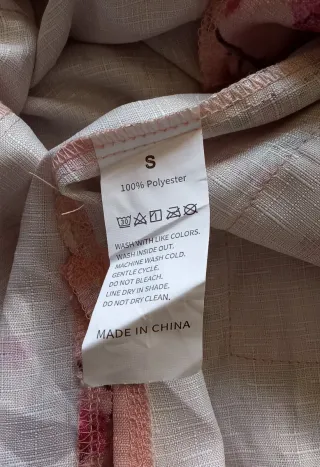 S
100% Polyester
30
WASH WITH LIKE COLORS.
WASH INSIDE OUT.
MACHINE WASH COLD.
GENTLE CYCLE.
DO NOT BLEACH.
LINE DRY IN SHADE.
DO NOT DRY CLEAN.
MADE IN CHINA